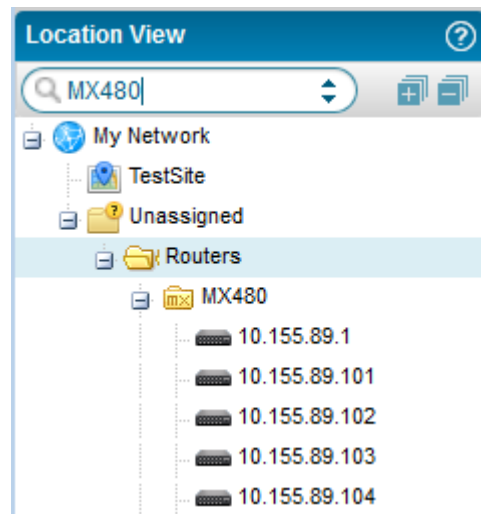 Location View
MX480
My Network
TestSite
Unassigned
Routers
mx MX480
10.155.89.1
10.155.89.101
10.155.89.102
10.155.89.103
10.155.89.104